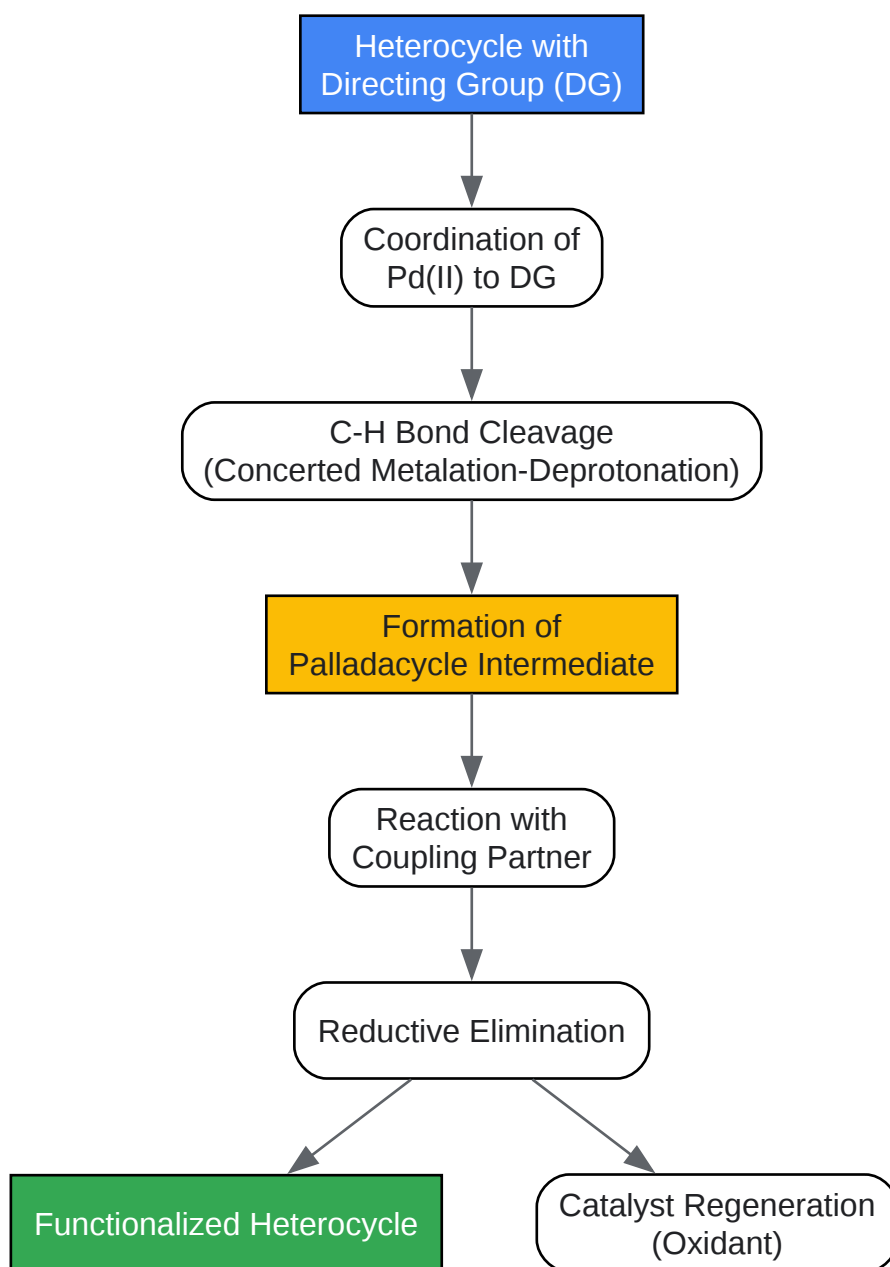 Heterocycle with
Directing Group (DG)
Coordination of
Pd(II) to DG
C-H Bond Cleavage
(Concerted Metalation-Deprotonation)
Formation of
Palladacycle Intermediate
Reaction with
Coupling Partner
Reductive Elimination
Functionalized Heterocycle
Catalyst Regeneration
(Oxidant)